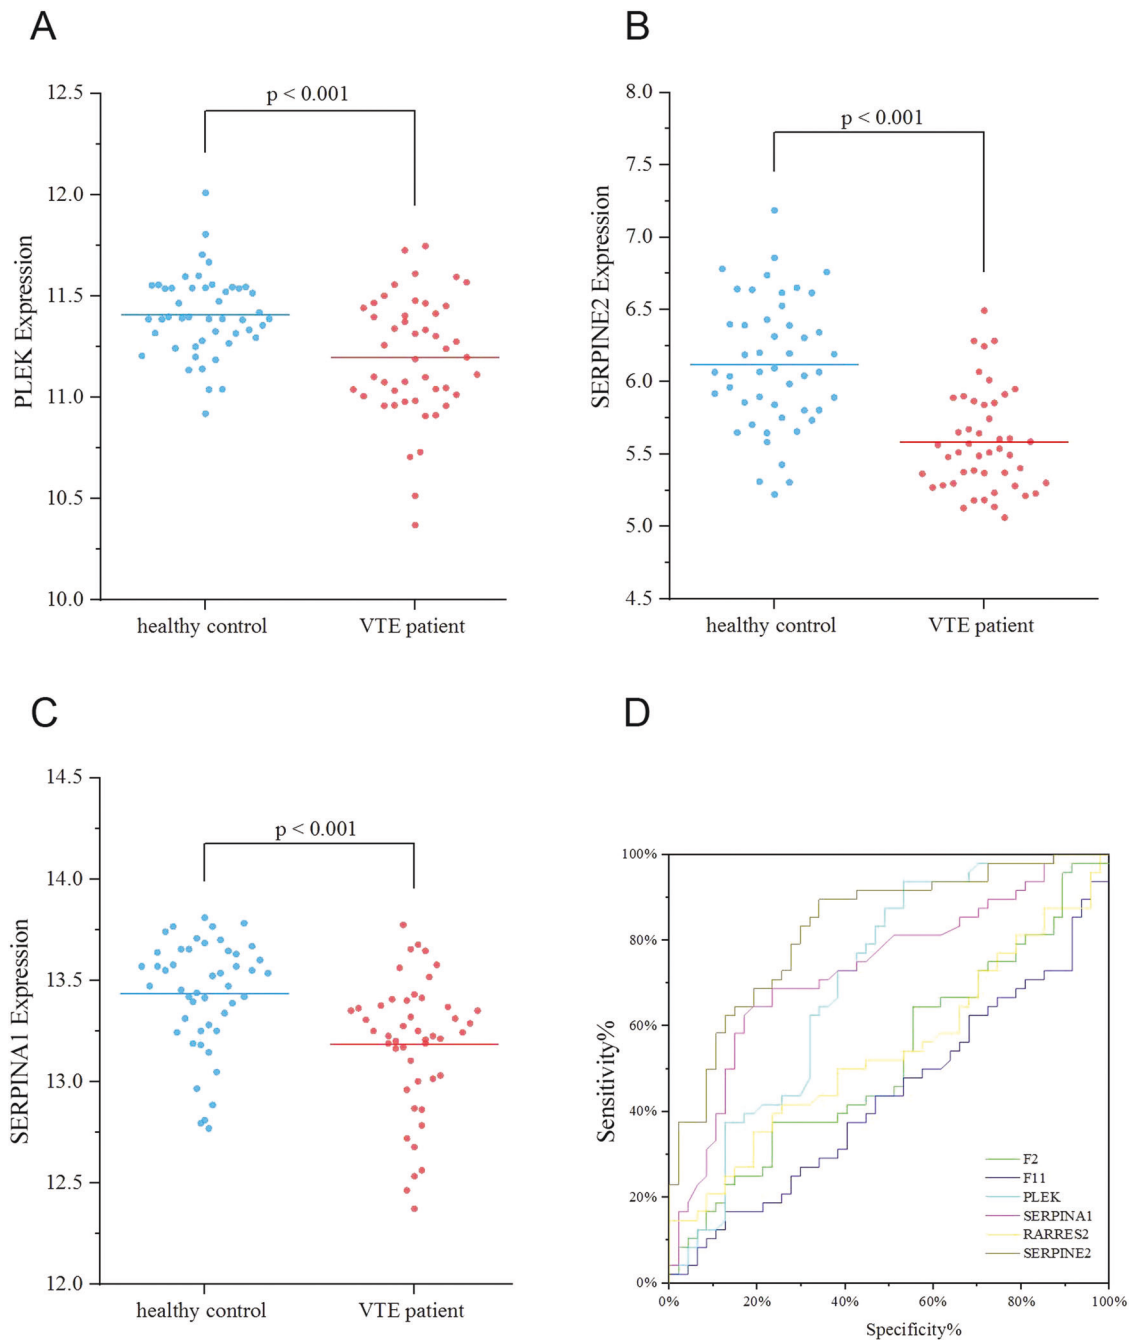 A
PLEK Expression
12.5
12.0
11.5
11.0
10.5
10.0
p < 0.001
healthy control
VTE patient
B
SERPINE2 Expression
8.0
7.5
7.0
6.5
6.0
5.5
5.0
4.5
p < 0.001
healthy control
VTE patient
C
SERPINA1 Expression
14.5
14.0
13.5
13.0
12.5
12.0
p < 0.001
healthy control
VTE patient
D
Sensitivity%
100%
80%
60%
40%
20%
0%
F2
F11
PLEK
SERPINA1
RARRES2
SERPINE2
0%
20%
40%
60%
80%
100%
Specificity%